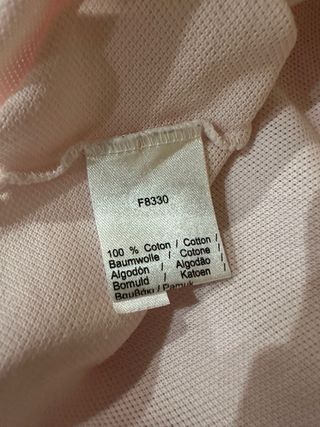 F8330
100 % Coton / Cotton /
Baumwolle / Cotone /
Algodón / Algodão /
Bomuld / Katoen /
Βαμβάκι / Pamuk